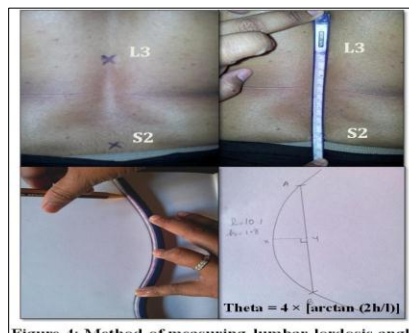 L3
L3
S2
S2
A
Theta = 4 × [arctan (2h/l)]
Figure 4: Method of measuring lumbar lordosis angl